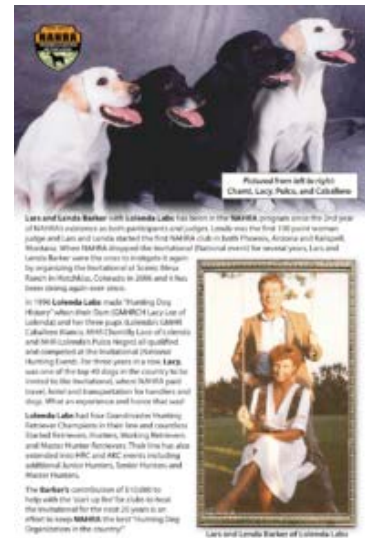 NAHRA
Pictured from left to right:
Chanti, Lacy, Pulco, and Caballero
Lars and Lenda Barker with Lolenda Labs has been in the NAHRA program since the 2nd year
of NAHRA's existence as both participants and judges. Lenda was the first 100 point woman
judge and Lars and Lenda started the first NAHRA club in both Phoenix, Arizona and Kalispell,
Montana. When NAHRA dropped the Invitational (National event) for several years, Lars and
Lenda Barker were the ones to instigate it again
by organizing the Invitational at Scenic Mesa
Ranch in Hotchkiss, Colorado in 2006 and it has
been strong again ever since.
In 1996 Lolenda Labs made "Hunting Dog
History" when their Dam (GMHRCH Lacy Lee of
Lolenda) and her three pups (Lolenda's GMHR
Caballero Blanco, MHR Chantilly Lace of Lolenda
and MHR Lolenda's Pulco Negro) all qualified
and competed at the Invitational (National
Hunting Event). For three years in a row, Lacy,
was one of the top 40 dogs in the country to be
invited to the Invitational, where NAHRA paid
travel, hotel and transportation for handlers and
dogs. What an experience and honor that was!
Lolenda Labs had four Grandmaster Hunting
Retriever Champions in their line and countless
Started Retrievers, Hunters, Working Retrievers
and Master Hunter Retrievers. Their line has also
extended into HRC and AKC events including
additional Junior Hunters, Senior Hunters and
Master Hunters.
The Barker's contribution of $10,000 to
help with the "start up fee" for clubs to host
the Invitational for the next 20 years is an
effort to keep NAHRA the best "Hunting Dog
Organization in the country!"
Lars and Lenda Barker of Lolenda Labs